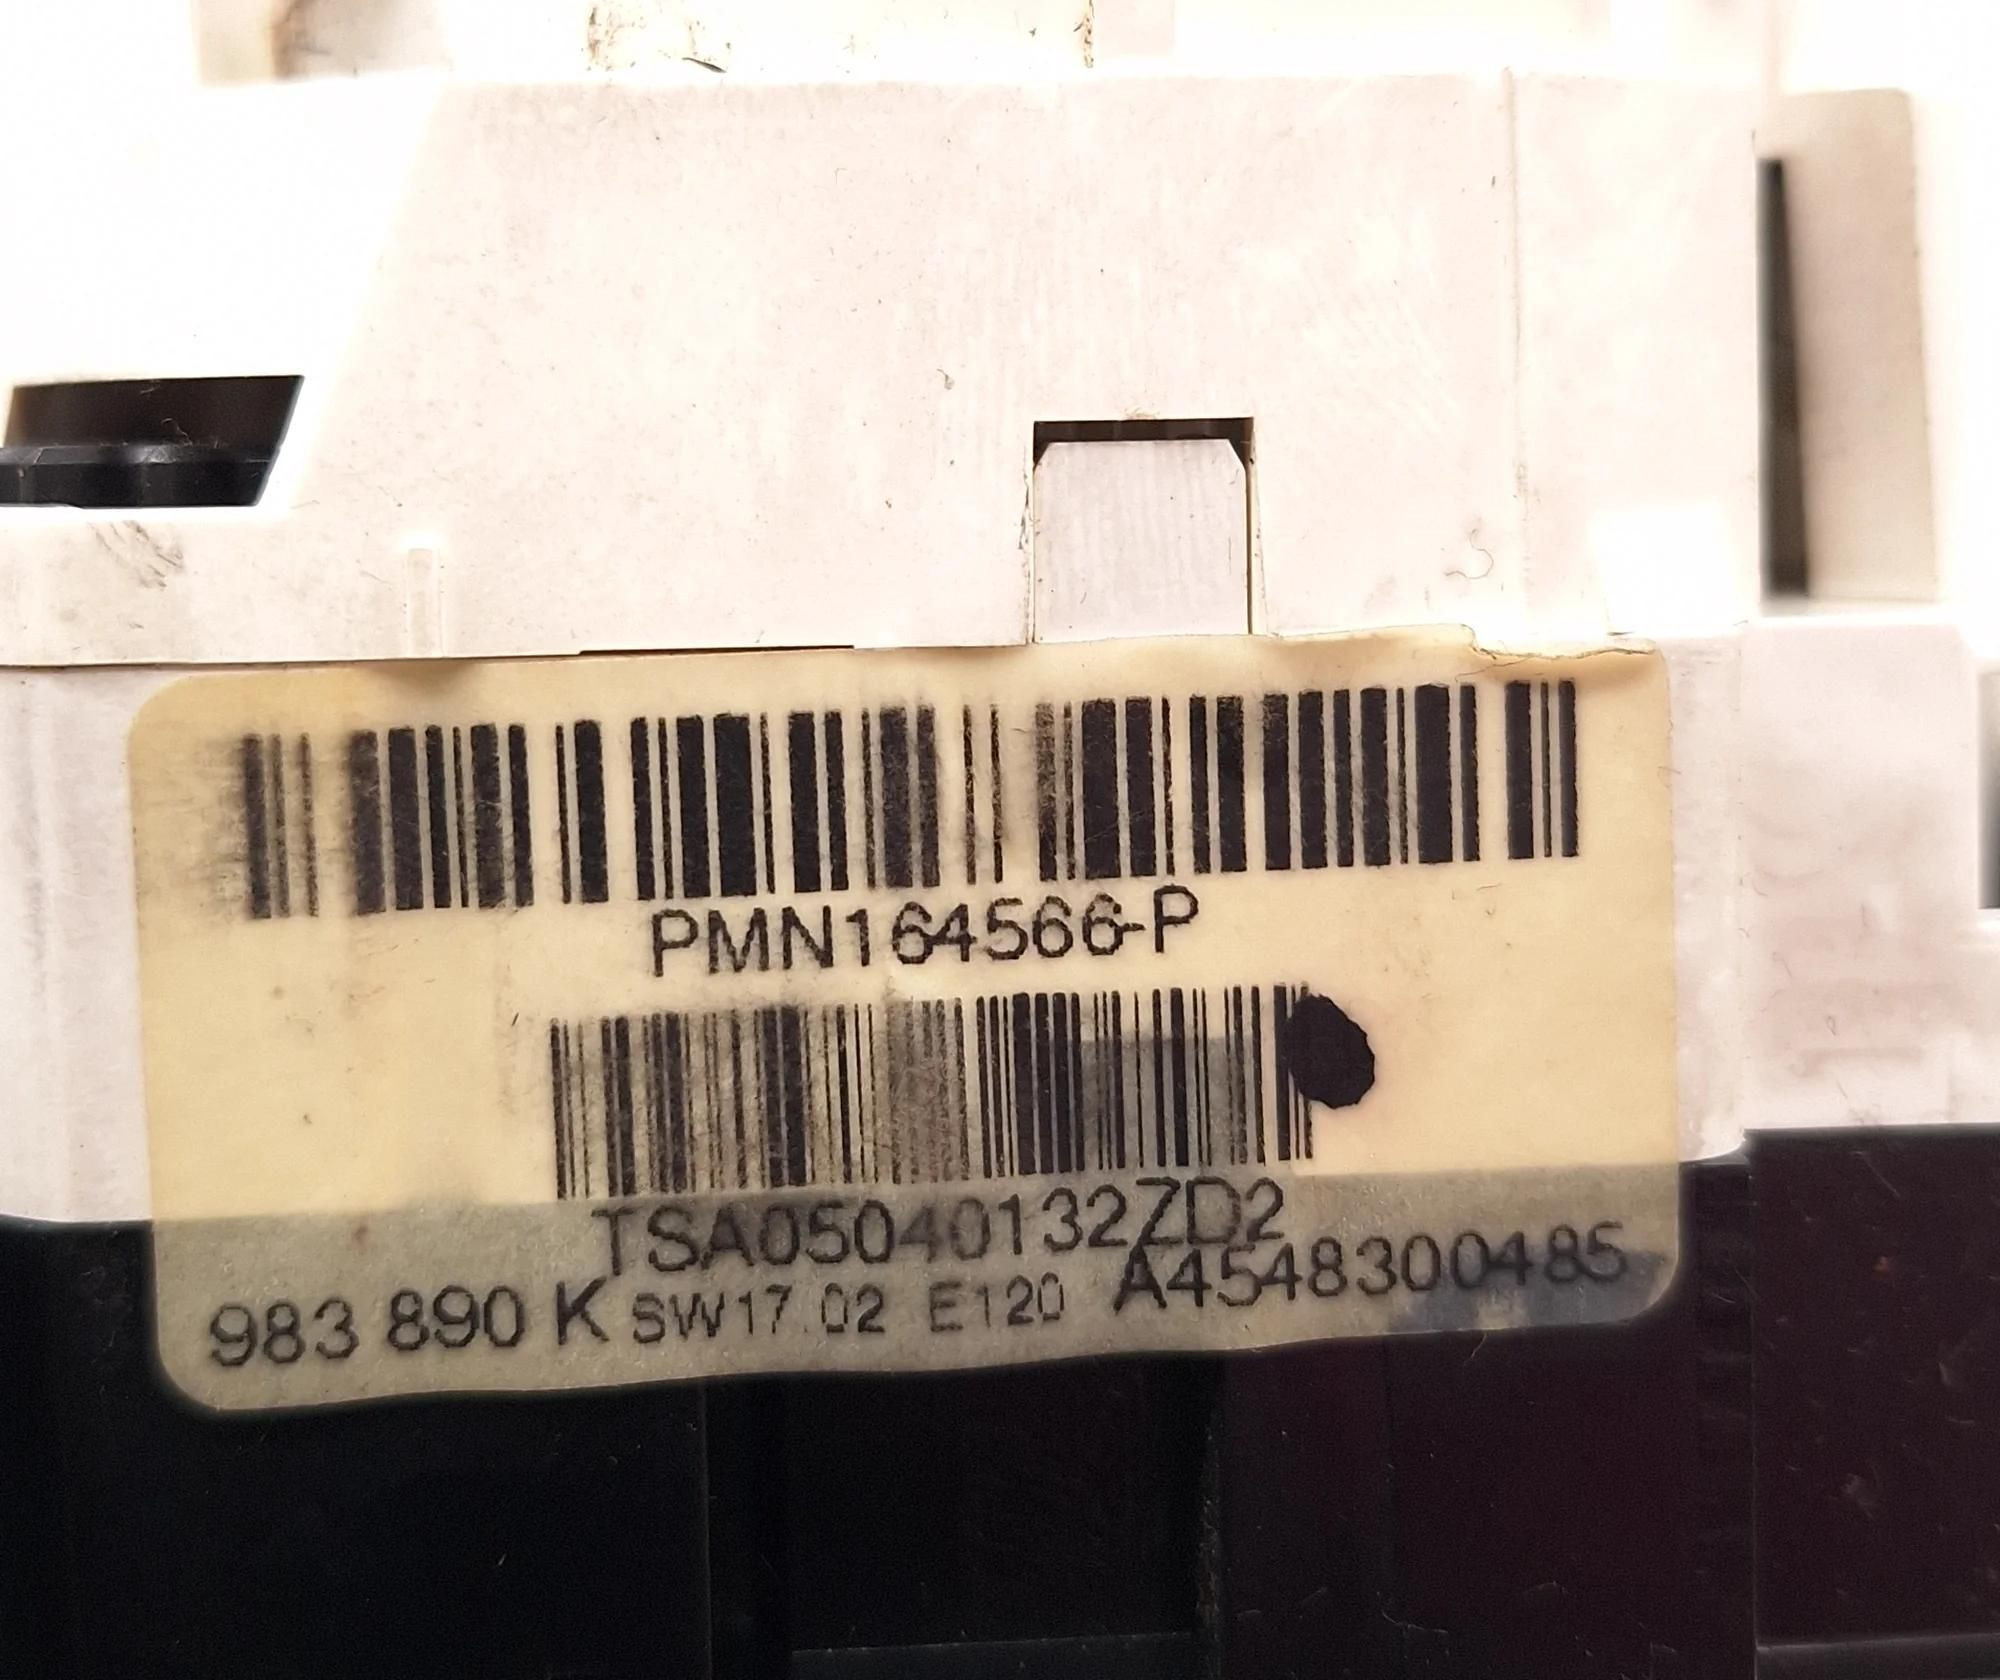 PMN164566-P
TSA05040132ZD2
983 890 K SW17.02 E120 A4548300485